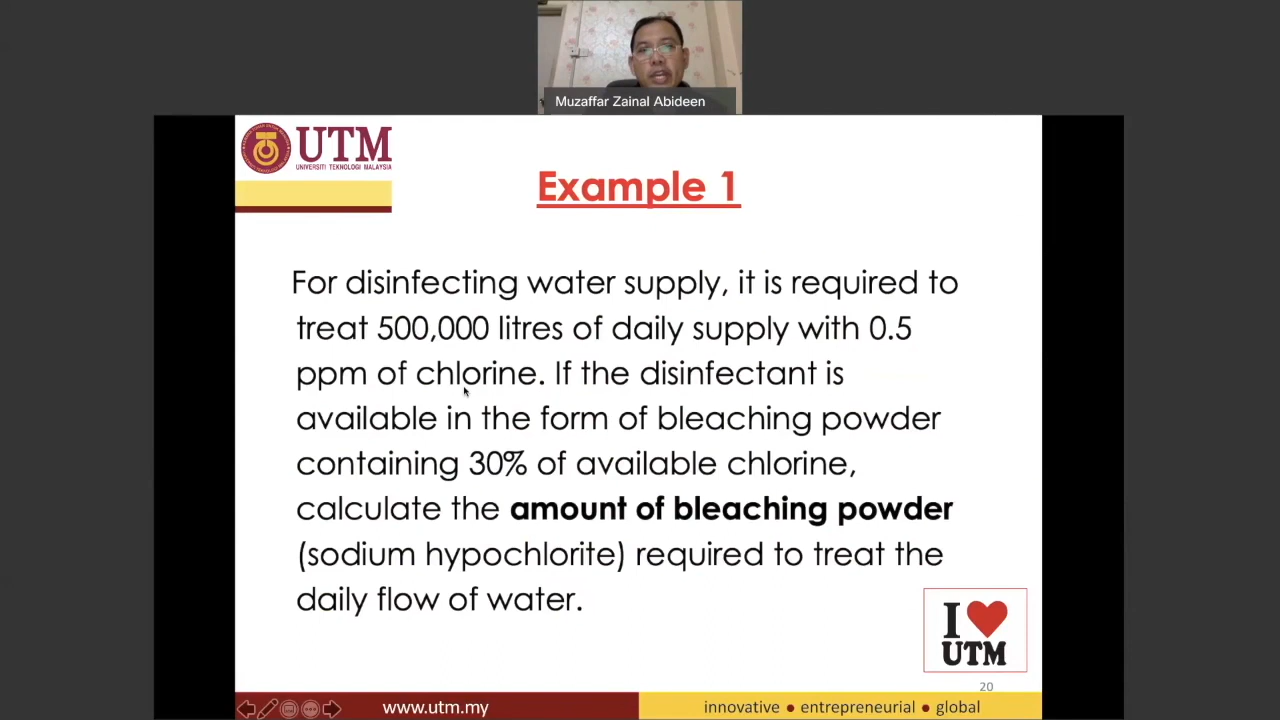 Muzaffar Zainal Abideen
UTM
UNIVERSITI TEKNOLOGI MALAYSIA
Example 1
For disinfecting water supply, it is required to
treat 500,000 litres of daily supply with 0.5
ppm of chlorine. If the disinfectant is
available in the form of bleaching powder
containing 30% of available chlorine,
calculate the amount of bleaching powder
(sodium hypochlorite) required to treat the
daily flow of water.
I
UTM
20
www.utm.my
innovative ● entrepreneurial ● global